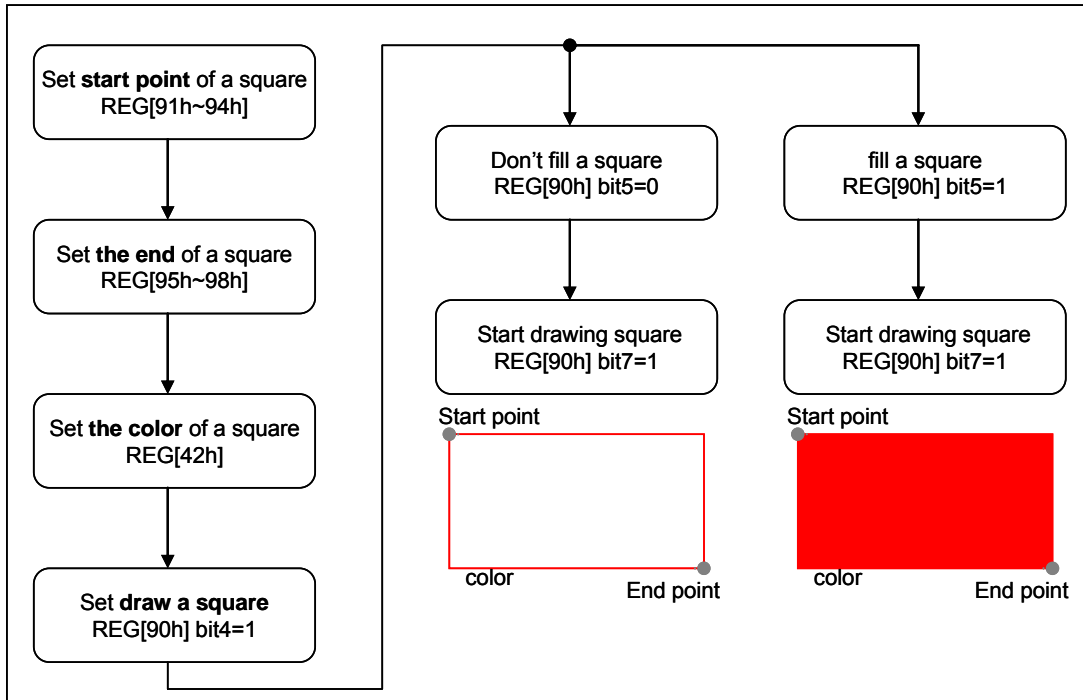 Set start point of a square
REG[91h~94h]
Set the end of a square
REG[95h~98h]
Set the color of a square
REG[42h]
Set draw a square
REG[90h] bit4=1
Don't fill a square
REG[90h] bit5=0
Start drawing square
REG[90h] bit7=1
Start point
color
End point
fill a square
REG[90h] bit5=1
Start drawing square
REG[90h] bit7=1
Start point
color
End point